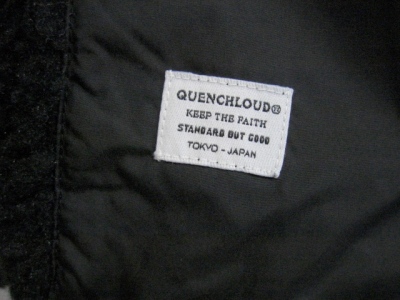 QUENCHLOUD®
KEEP THE FAITH
STANDARD BUT GOOD
TOKYO - JAPAN